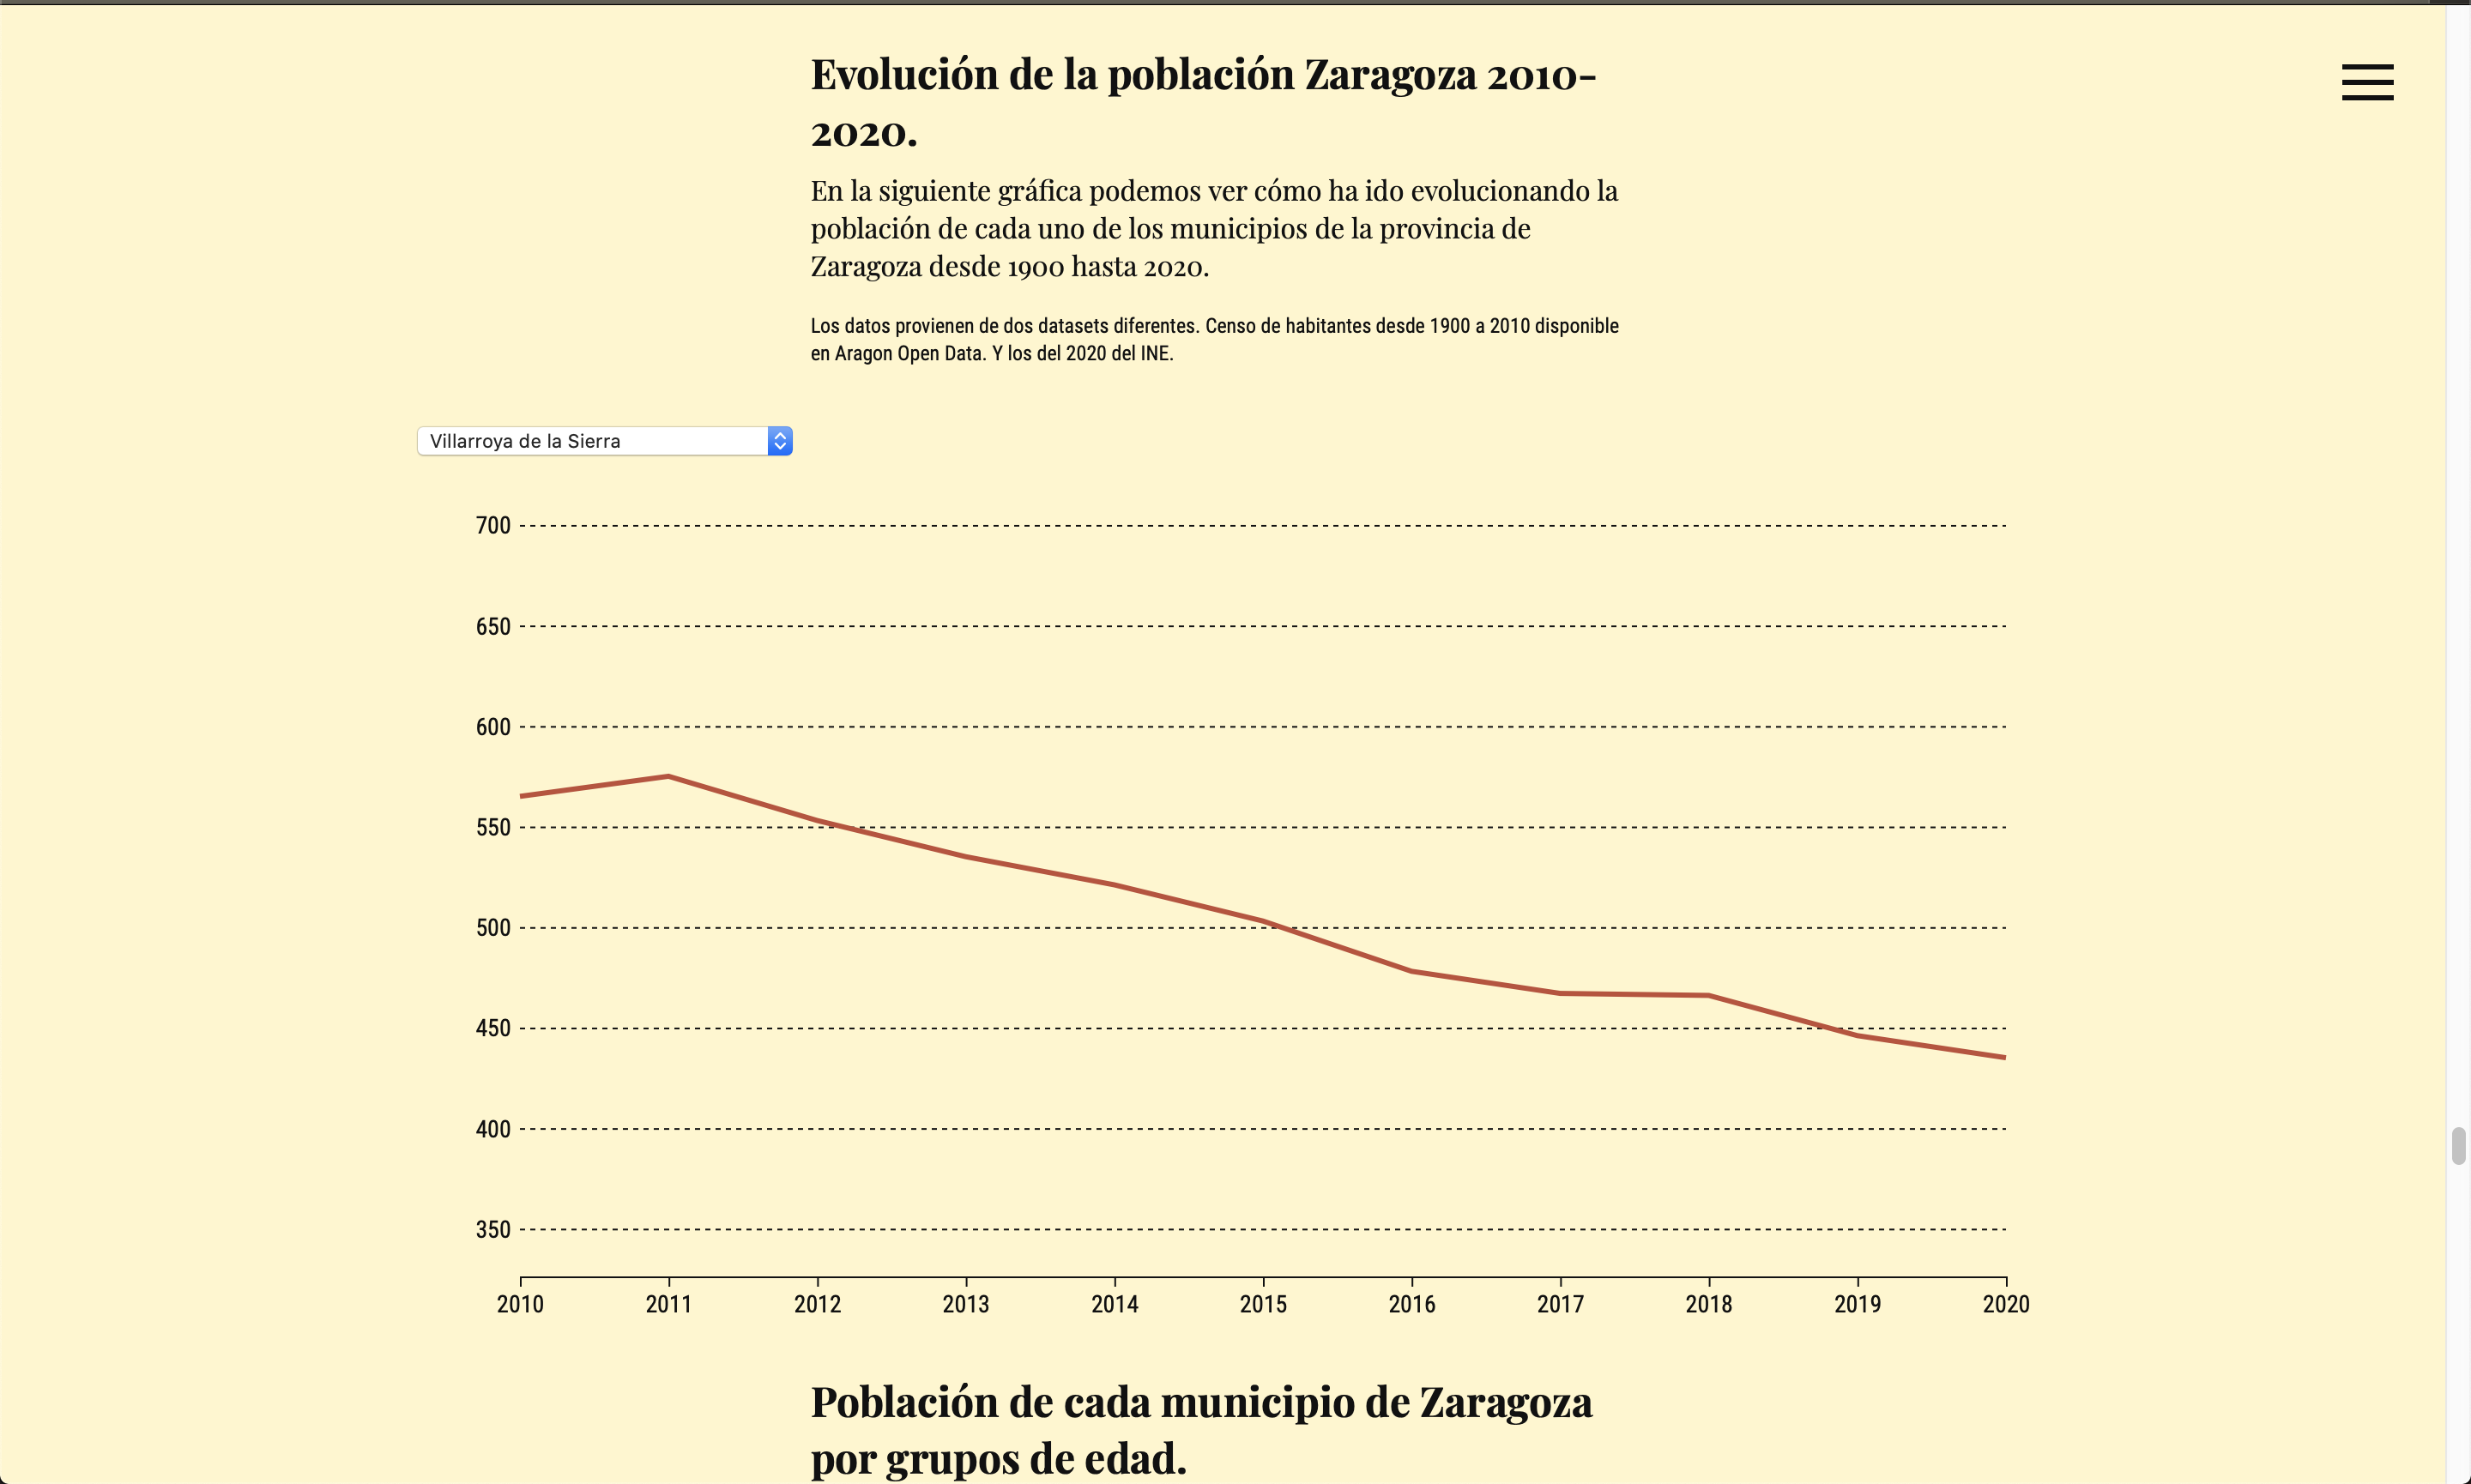 Evolución de la población Zaragoza 2010-
2020.
En la siguiente gráfica podemos ver cómo ha ido evolucionando la
población de cada uno de los municipios de la provincia de
Zaragoza desde 1900 hasta 2020.
Los datos provienen de dos datasets diferentes. Censo de habitantes desde 1900 a 2010 disponible
en Aragon Open Data. Y los del 2020 del INE.
Villarroya de la Sierra
700
650
600
550
500
450
400
350
2010 2011 2012 2013 2014 2015 2016 2017 2018 2019 2020
Población de cada municipio de Zaragoza
por grupos de edad.